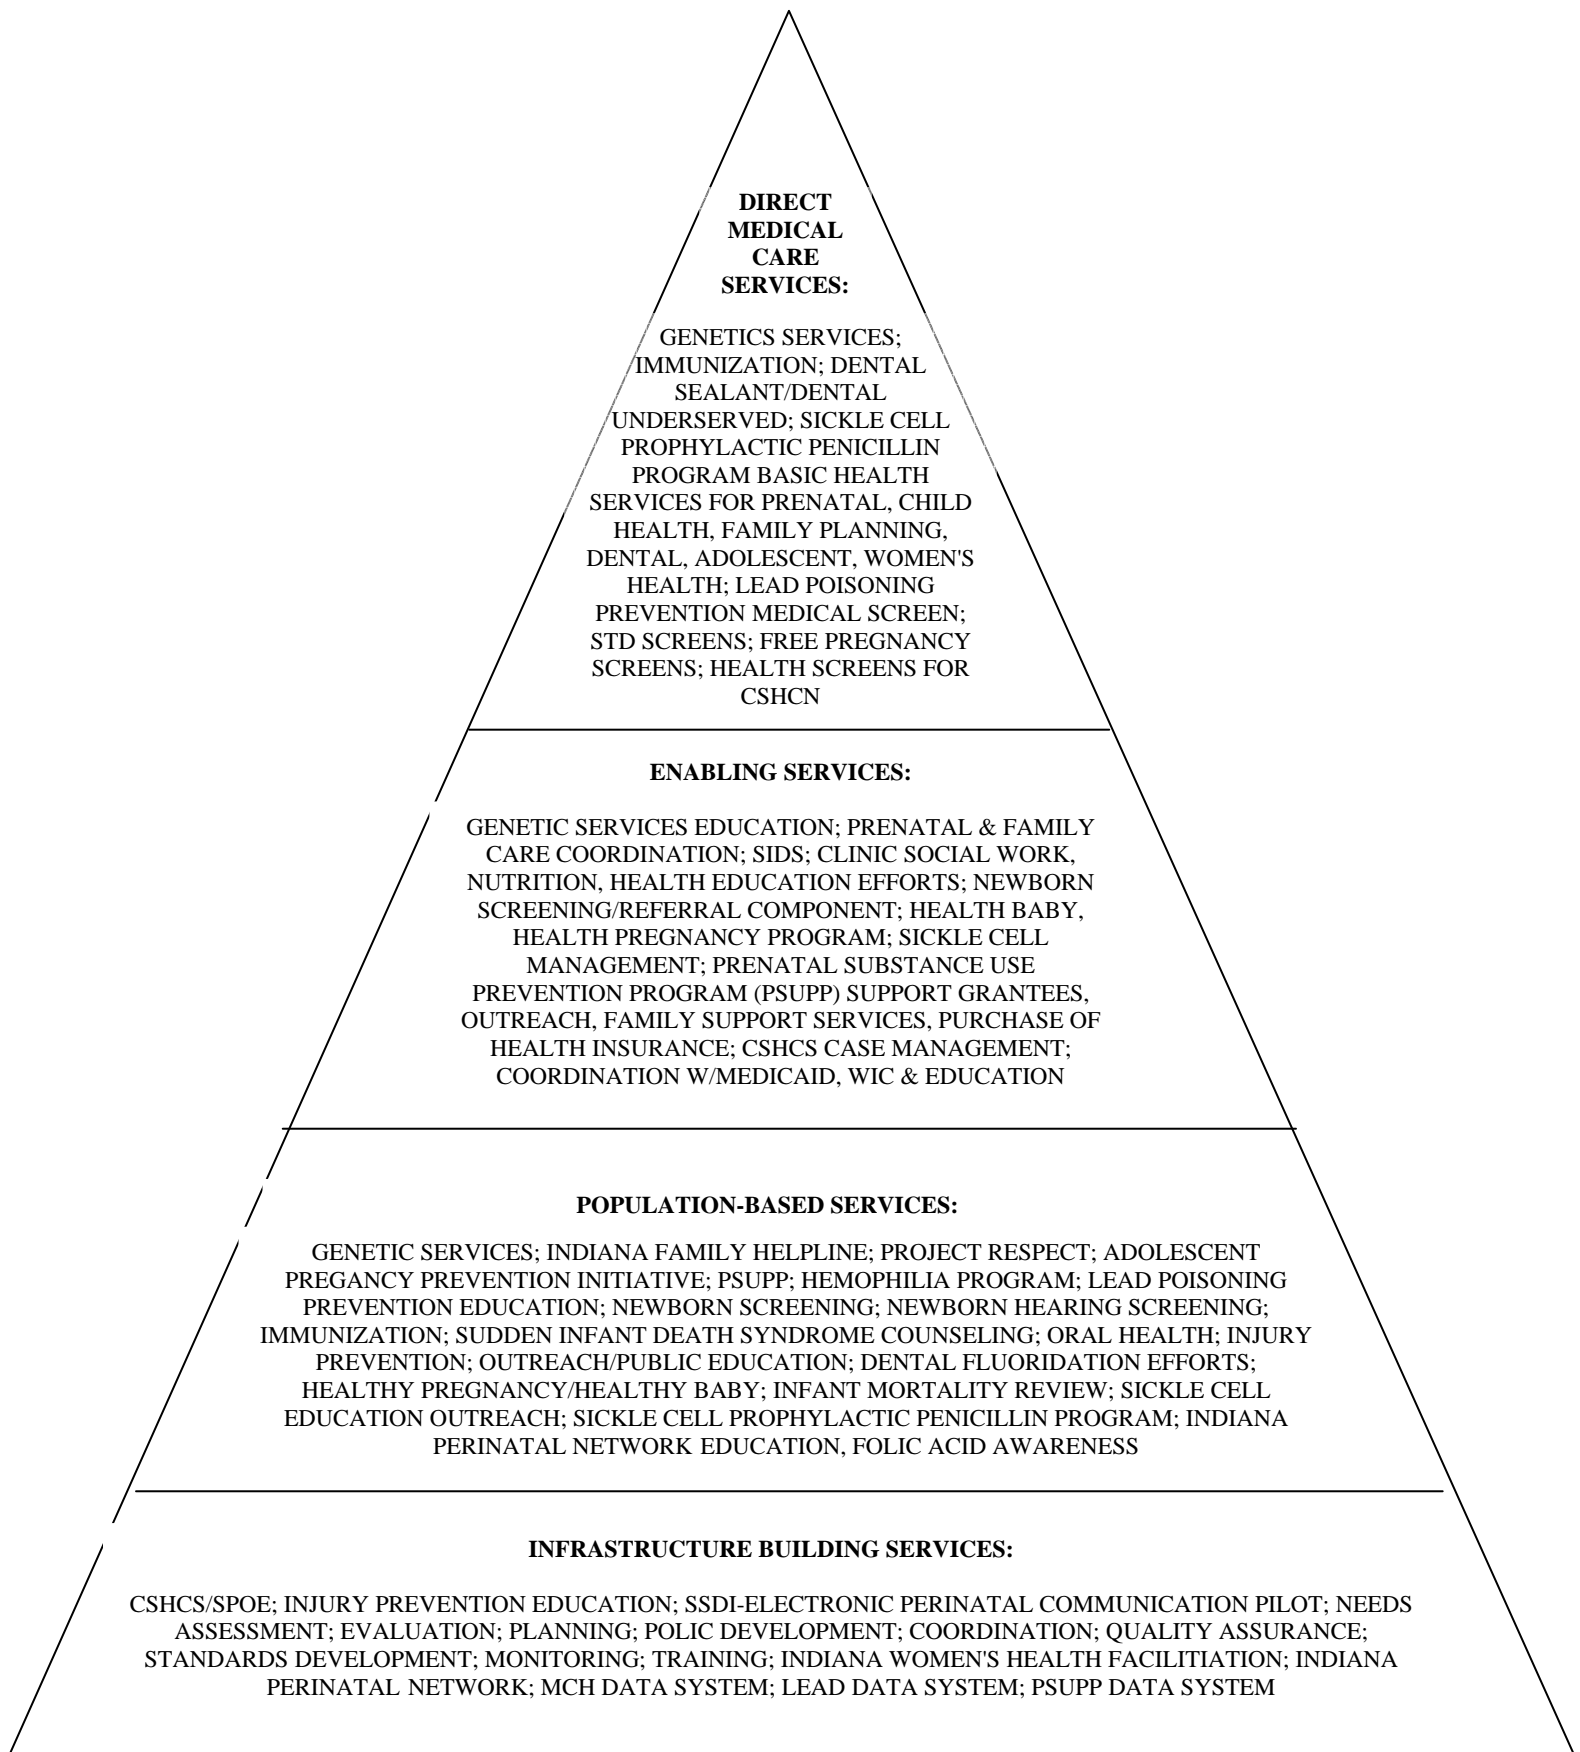 DIRECT
MEDICAL
CARE
SERVICES:
GENETICS SERVICES;
IMMUNIZATION; DENTAL
SEALANT/DENTAL
UNDERSERVED; SICKLE CELL
PROPHYLACTIC PENICILLIN
PROGRAM BASIC HEALTH
SERVICES FOR PRENATAL, CHILD
HEALTH, FAMILY PLANNING,
DENTAL, ADOLESCENT, WOMEN'S
HEALTH; LEAD POISONING
PREVENTION MEDICAL SCREEN;
STD SCREENS; FREE PREGNANCY
SCREENS; HEALTH SCREENS FOR
CSHCN
ENABLING SERVICES:
GENETIC SERVICES EDUCATION; PRENATAL & FAMILY
CARE COORDINATION; SIDS; CLINIC SOCIAL WORK,
NUTRITION, HEALTH EDUCATION EFFORTS; NEWBORN
SCREENING/REFERRAL COMPONENT; HEALTH BABY,
HEALTH PREGNANCY PROGRAM; SICKLE CELL
MANAGEMENT; PRENATAL SUBSTANCE USE
PREVENTION PROGRAM (PSUPP) SUPPORT GRANTEES,
OUTREACH, FAMILY SUPPORT SERVICES, PURCHASE OF
HEALTH INSURANCE; CSHCS CASE MANAGEMENT;
COORDINATION W/MEDICAID, WIC & EDUCATION
POPULATION-BASED SERVICES:
GENETIC SERVICES; INDIANA FAMILY HELPLINE; PROJECT RESPECT; ADOLESCENT
PREGANCY PREVENTION INITIATIVE; PSUPP; HEMOPHILIA PROGRAM; LEAD POISONING
PREVENTION EDUCATION; NEWBORN SCREENING; NEWBORN HEARING SCREENING;
IMMUNIZATION; SUDDEN INFANT DEATH SYNDROME COUNSELING; ORAL HEALTH; INJURY
PREVENTION; OUTREACH/PUBLIC EDUCATION; DENTAL FLUORIDATION EFFORTS;
HEALTHY PREGNANCY/HEALTHY BABY; INFANT MORTALITY REVIEW; SICKLE CELL
EDUCATION OUTREACH; SICKLE CELL PROPHYLACTIC PENICILLIN PROGRAM; INDIANA
PERINATAL NETWORK EDUCATION, FOLIC ACID AWARENESS
INFRASTRUCTURE BUILDING SERVICES:
CSHCS/SPOE; INJURY PREVENTION EDUCATION; SSDI-ELECTRONIC PERINATAL COMMUNICATION PILOT; NEEDS
ASSESSMENT; EVALUATION; PLANNING; POLIC DEVELOPMENT; COORDINATION; QUALITY ASSURANCE;
STANDARDS DEVELOPMENT; MONITORING; TRAINING; INDIANA WOMEN'S HEALTH FACILITIATION; INDIANA
PERINATAL NETWORK; MCH DATA SYSTEM; LEAD DATA SYSTEM; PSUPP DATA SYSTEM